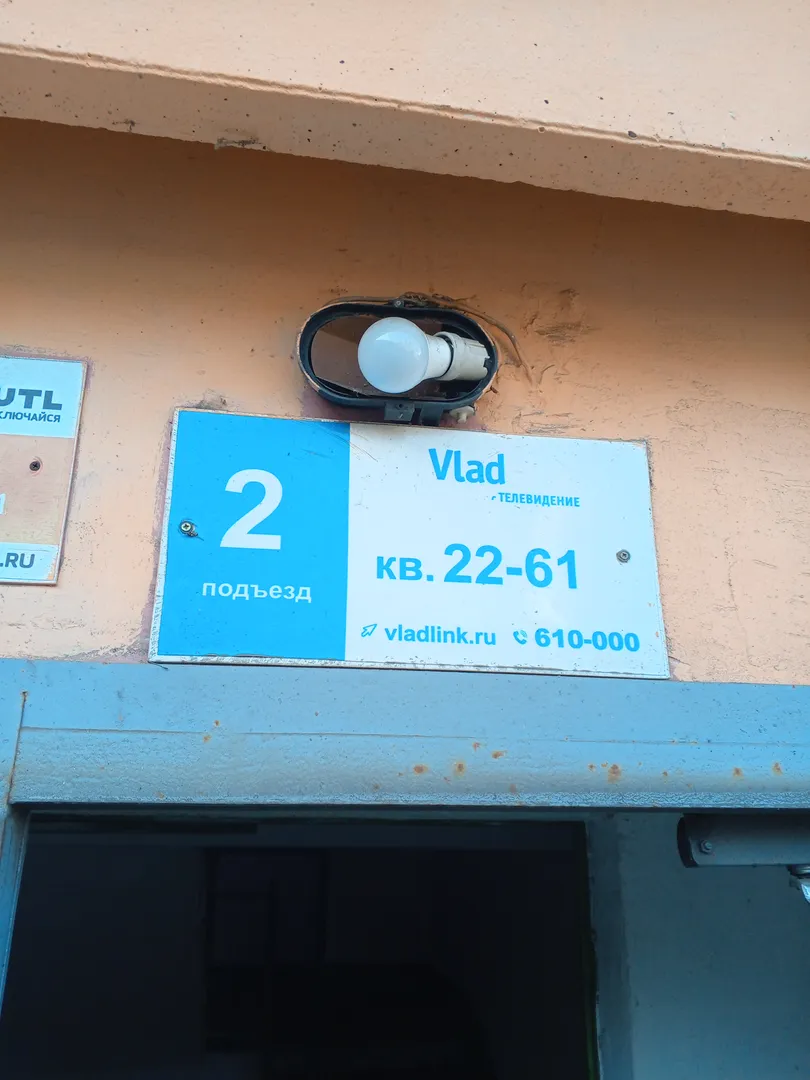 UTL
КЛЮЧАЙСЯ
.RU
2
подъезд
Vlad
ТЕЛЕВИДЕНИЕ
кв. 22-61
vladlink.ru 610-000